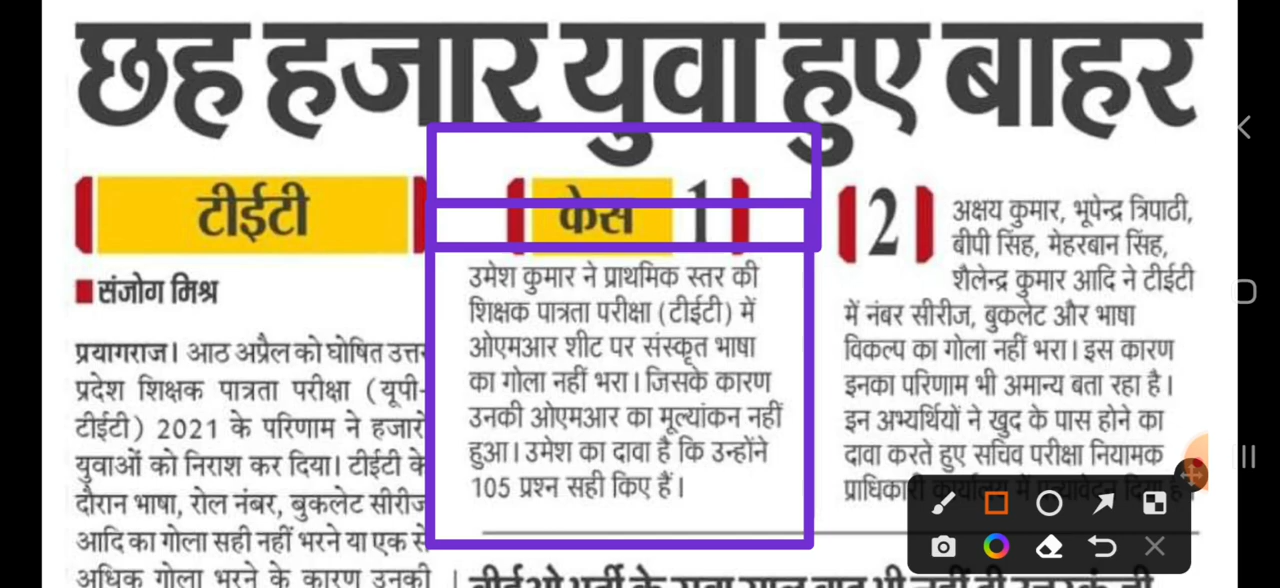 छह हजार युवा हुए बाहर
टीईटी
■ संजोग मिश्र
प्रयागराज। आठ अप्रैल को घोषित उत्तर
प्रदेश शिक्षक पात्रता परीक्षा (यूपी-
टीईटी) 2021 के परिणाम ने हजारों
युवाओं को निराश कर दिया। टीईटी के
दौरान भाषा, रोल नंबर, बुकलेट सीरीज
आदि का गोला सही नहीं भरने या एक से
अधिक गोला भरने के कारण उनकी
केस 1
उमेश कुमार ने प्राथमिक स्तर की
शिक्षक पात्रता परीक्षा (टीईटी) में
ओएमआर शीट पर संस्कृत भाषा
का गोला नहीं भरा। जिसके कारण
उनकी ओएमआर का मूल्यांकन नहीं
हुआ। उमेश का दावा है कि उन्होंने
105 प्रश्न सही किए हैं।
2
अक्षय कुमार, भूपेन्द्र त्रिपाठी,
बीपी सिंह, मेहरबान सिंह,
शैलेन्द्र कुमार आदि ने टीईटी
में नंबर सीरीज, बुकलेट और भाषा
विकल्प का गोला नहीं भरा। इस कारण
इनका परिणाम भी अमान्य बता रहा है।
इन अभ्यर्थियों ने खुद के पास होने का
दावा करते हुए सचिव परीक्षा नियामक
प्राधिकारी कार्यालय में प्रत्यावेदन दिया है।